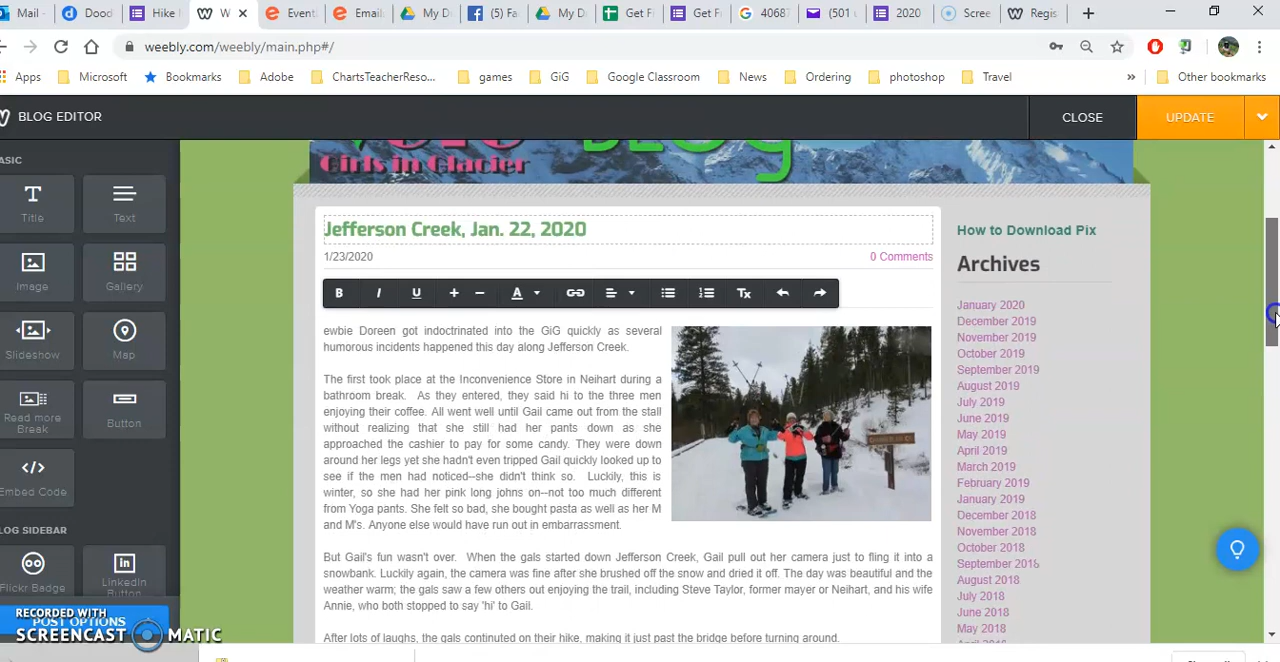 Mail -
Dood
Hike
W
Event
Email
My D
(5) Fa
My D
Get F
Get F
40687
(501 u
2020
Scree
Regis
weebly.com/weebly/main.php#/
Apps Microsoft Bookmarks Adobe ChartsTeacherReso... games GiG Google Classroom News Ordering photoshop Travel » Other bookmarks
BLOG EDITOR CLOSE UPDATE
ASIC
Title Text
Image Gallery
Slideshow Map
Read more
Break
Button
Embed Code
LOG SIDEBAR
Flickr Badge
LinkedIn
Button
POST OPTIONS
RECORDED WITH
SCREENCAST MATIC
Girls in Glacier
Jefferson Creek, Jan. 22, 2020
1/23/2020 0 Comments
B I U + − A Tx
ewbie Doreen got indoctrinated into the GiG quickly as several
humorous incidents happened this day along Jefferson Creek.
The first took place at the Inconvenience Store in Neihart during a
bathroom break. As they entered, they said hi to the three men
enjoying their coffee. All went well until Gail came out from the stall
without realizing that she still had her pants down as she
approached the cashier to pay for some candy. They were down
around her legs yet she hadn't even tripped Gail quickly looked up to
see if the men had noticed--she didn't think so. Luckily, this is
winter, so she had her pink long johns on--not too much different
from Yoga pants. She felt so bad, she bought pasta as well as her M
and M's. Anyone else would have run out in embarrassment.
But Gail's fun wasn't over. When the gals started down Jefferson Creek, Gail pull out her camera just to fling it into a
snowbank. Luckily again, the camera was fine after she brushed off the snow and dried it off. The day was beautiful and the
weather warm; the gals saw a few others out enjoying the trail, including Steve Taylor, former mayor or Neihart, and his wife
Annie, who both stopped to say 'hi' to Gail.
After lots of laughs, the gals continuted on their hike, making it just past the bridge before turning around.
How to Download Pix
Archives
January 2020
December 2019
November 2019
October 2019
September 2019
August 2019
July 2019
June 2019
May 2019
April 2019
March 2019
February 2019
January 2019
December 2018
November 2018
October 2018
September 2018
August 2018
July 2018
June 2018
May 2018